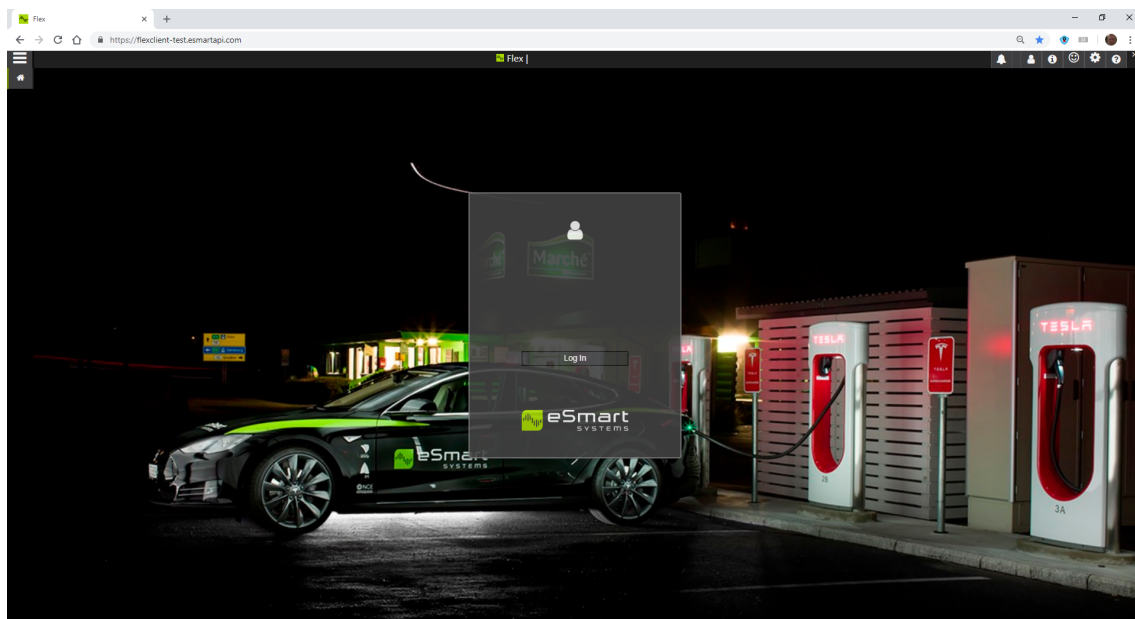 Flex
https://flexclient-test.esmartapi.com
Flex |
Marché
Log In
eSmart
SYSTEMS
eSmart
SYSTEMS
NCE
TESLA
TESLA
TESLA
2B
3A